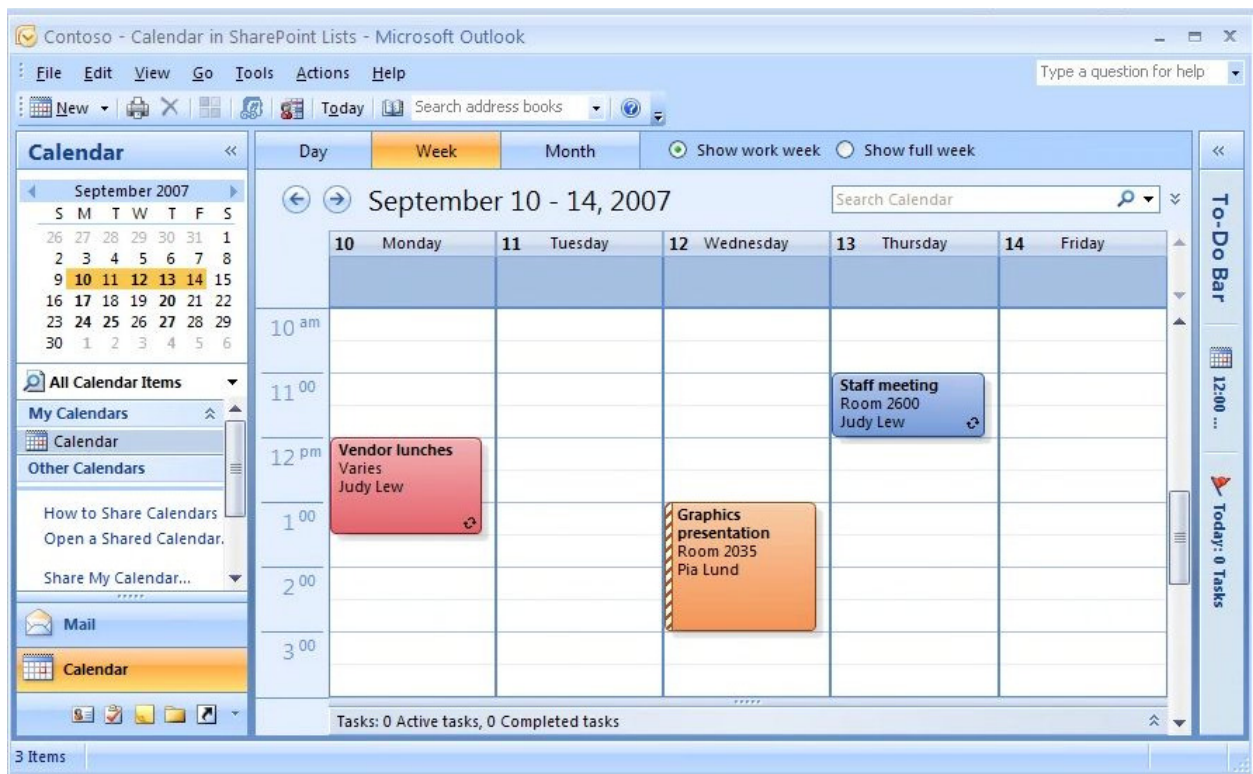 Contoso - Calendar in SharePoint Lists - Microsoft Outlook
File Edit View Go Tools Actions Help
Type a question for help
New Today Search address books
Calendar «
Day Week Month Show work week Show full week
«
September 2007
S M T W T F S
26 27 28 29 30 31 1
2 3 4 5 6 7 8
9 10 11 12 13 14 15
16 17 18 19 20 21 22
23 24 25 26 27 28 29
30 1 2 3 4 5 6
All Calendar Items
My Calendars
Calendar
Other Calendars
How to Share Calendars
Open a Shared Calendar.
Share My Calendar...
Mail
Calendar
September 10 - 14, 2007
Search Calendar
10 Monday 11 Tuesday 12 Wednesday 13 Thursday 14 Friday
10 am
11 00
12 pm
1 00
2 00
3 00
Vendor lunches
Varies
Judy Lew
Graphics
presentation
Room 2035
Pia Lund
Staff meeting
Room 2600
Judy Lew
Tasks: 0 Active tasks, 0 Completed tasks
To-Do Bar
12:00 ...
Today: 0 Tasks
3 Items